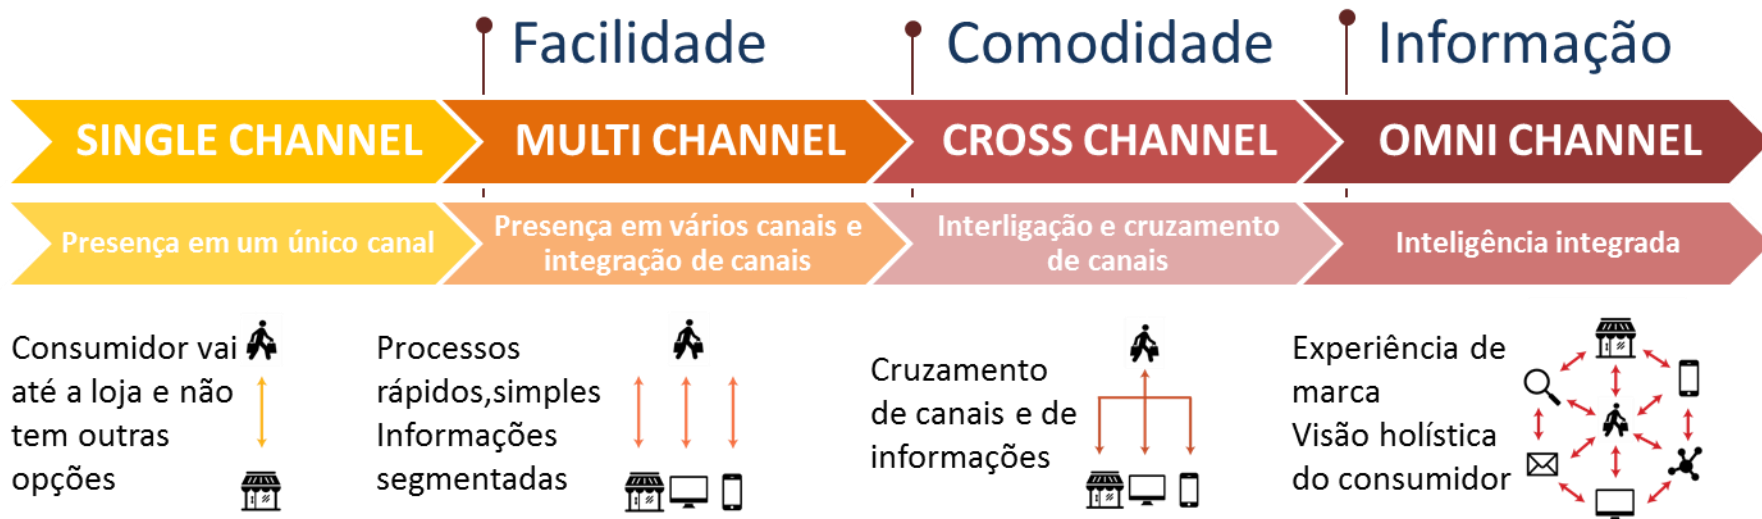 Facilidade
Comodidade
Informação
SINGLE CHANNEL
MULTI CHANNEL
CROSS CHANNEL
OMNI CHANNEL
Presença em um único canal
Presença em vários canais e
integração de canais
Interligação e cruzamento
de canais
Inteligência integrada
Consumidor vai
até a loja e não
tem outras
opções
Processos
rápidos,simples
Informações
segmentadas
Cruzamento
de canais e de
informações
Experiência de
marca
Visão holística
do consumidor